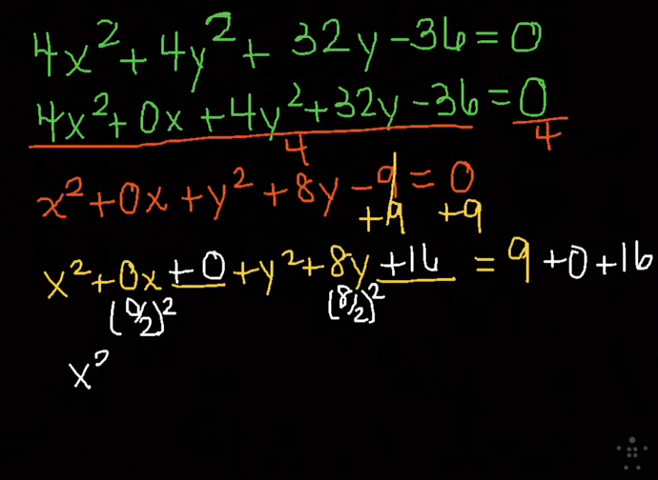 4x² + 4y² + 32y - 36 = 0
4x² + 0x + 4y² + 32y - 36 = 0
4 4
x² + 0x + y² + 8y - 9 = 0
+9 +9
x² + 0x + 0 + y² + 8y + 16 = 9 + 0 + 16
(0/2)² (8/2)²
x²